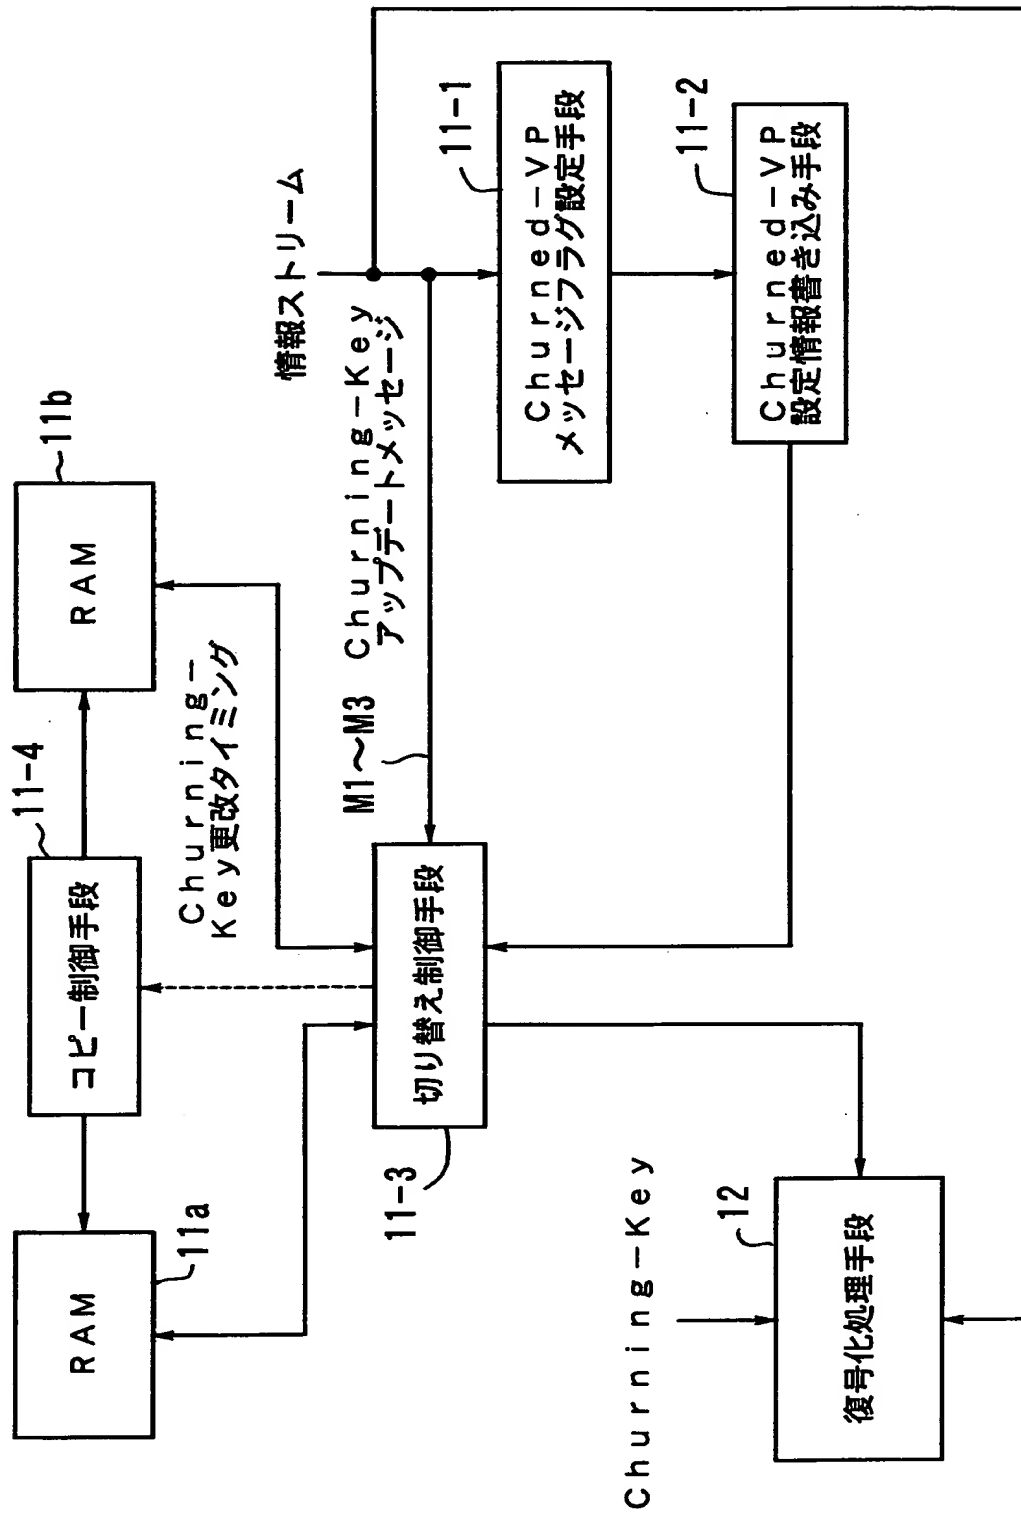 RAM
11a
コピー制御手段
11-4
RAM
11b
Churning-
Key更改タイミング
情報ストリーム
Churning-Key
アップデートメッセージ
M1～M3
切り替え制御手段
11-3
Churned-VP
メッセージフラグ設定手段
11-1
Churned-VP
設定情報書き込み手段
11-2
Churning-Key
復号化処理手段
12